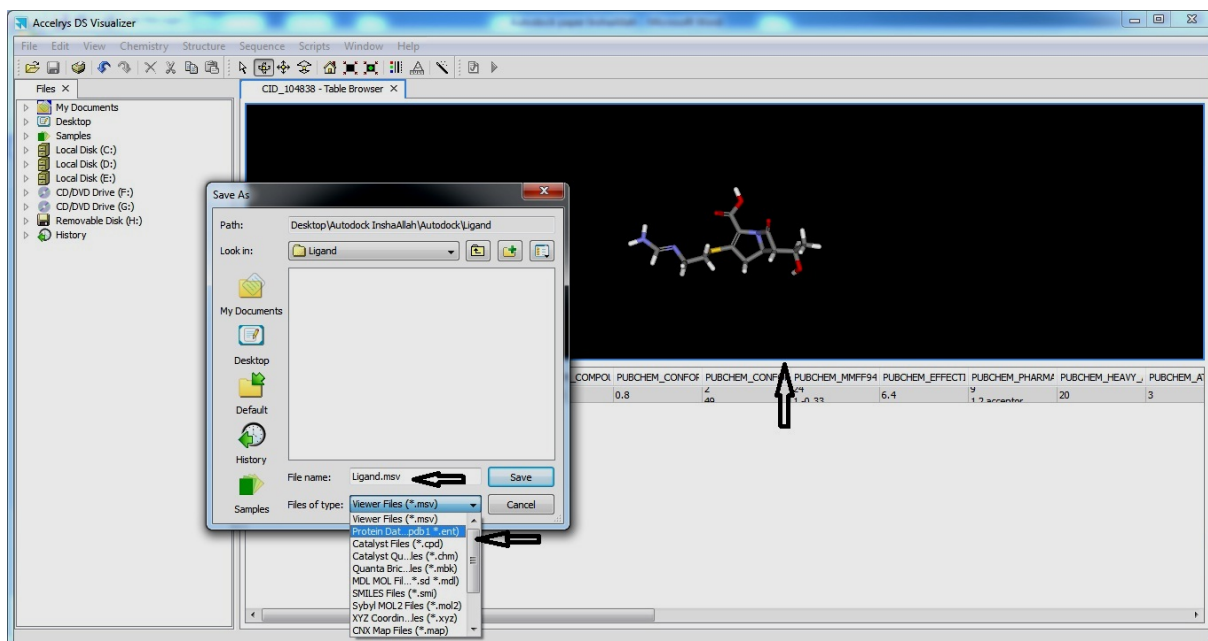 Accelrys DS Visualizer
File Edit View Chemistry Structure Sequence Scripts Window Help
Files
CID_104838 - Table Browser
My Documents
Desktop
Samples
Local Disk (C:)
Local Disk (D:)
Local Disk (E:)
CD/DVD Drive (F:)
CD/DVD Drive (G:)
Removable Disk (H:)
History
Save As
Path: Desktop\Autodock InshaAllah\Autodock\Ligand
Look in: Ligand
My Documents
Desktop
Default
History
Samples
File name: Ligand.msv Save
Files of type: Viewer Files (*.msv) Cancel
Viewer Files (*.msv)
Protein Dat...pdb1 *.ent)
Catalyst Files (*.cpd)
Catalyst Qu...les (*.chm)
Quanta Bric...les (*.mbk)
MDL MOL Fil...*.sd *.mdl)
SMILES Files (*.smi)
Sybyl MOL2 Files (*.mol2)
XYZ Coordin...les (*.xyz)
CNX Map Files (*.map)
_COMPOL PUBCHEM_CONFOF PUBCHEM_CONF PUBCHEM_MMFF94 PUBCHEM_EFFECTI PUBCHEM_PHARMA PUBCHEM_HEAVY_ PUBCHEM_AT
0.8 6.4 20 3